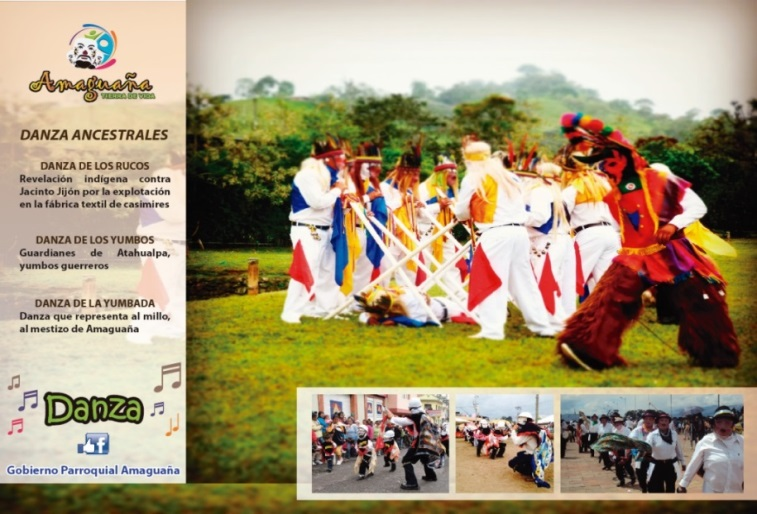 Amaguaña
TIERRA DE VIDA
DANZA ANCESTRALES
DANZA DE LOS RUCOS
Revelación indígena contra
Jacinto Jijón por la explotación
en la fábrica textil de casimires
DANZA DE LOS YUMBOS
Guardianes de Atahualpa,
yumbos guerreros
DANZA DE LA YUMBADA
Danza que representa al millo,
al mestizo de Amaguaña
Danza
f
Gobierno Parroquial Amaguaña